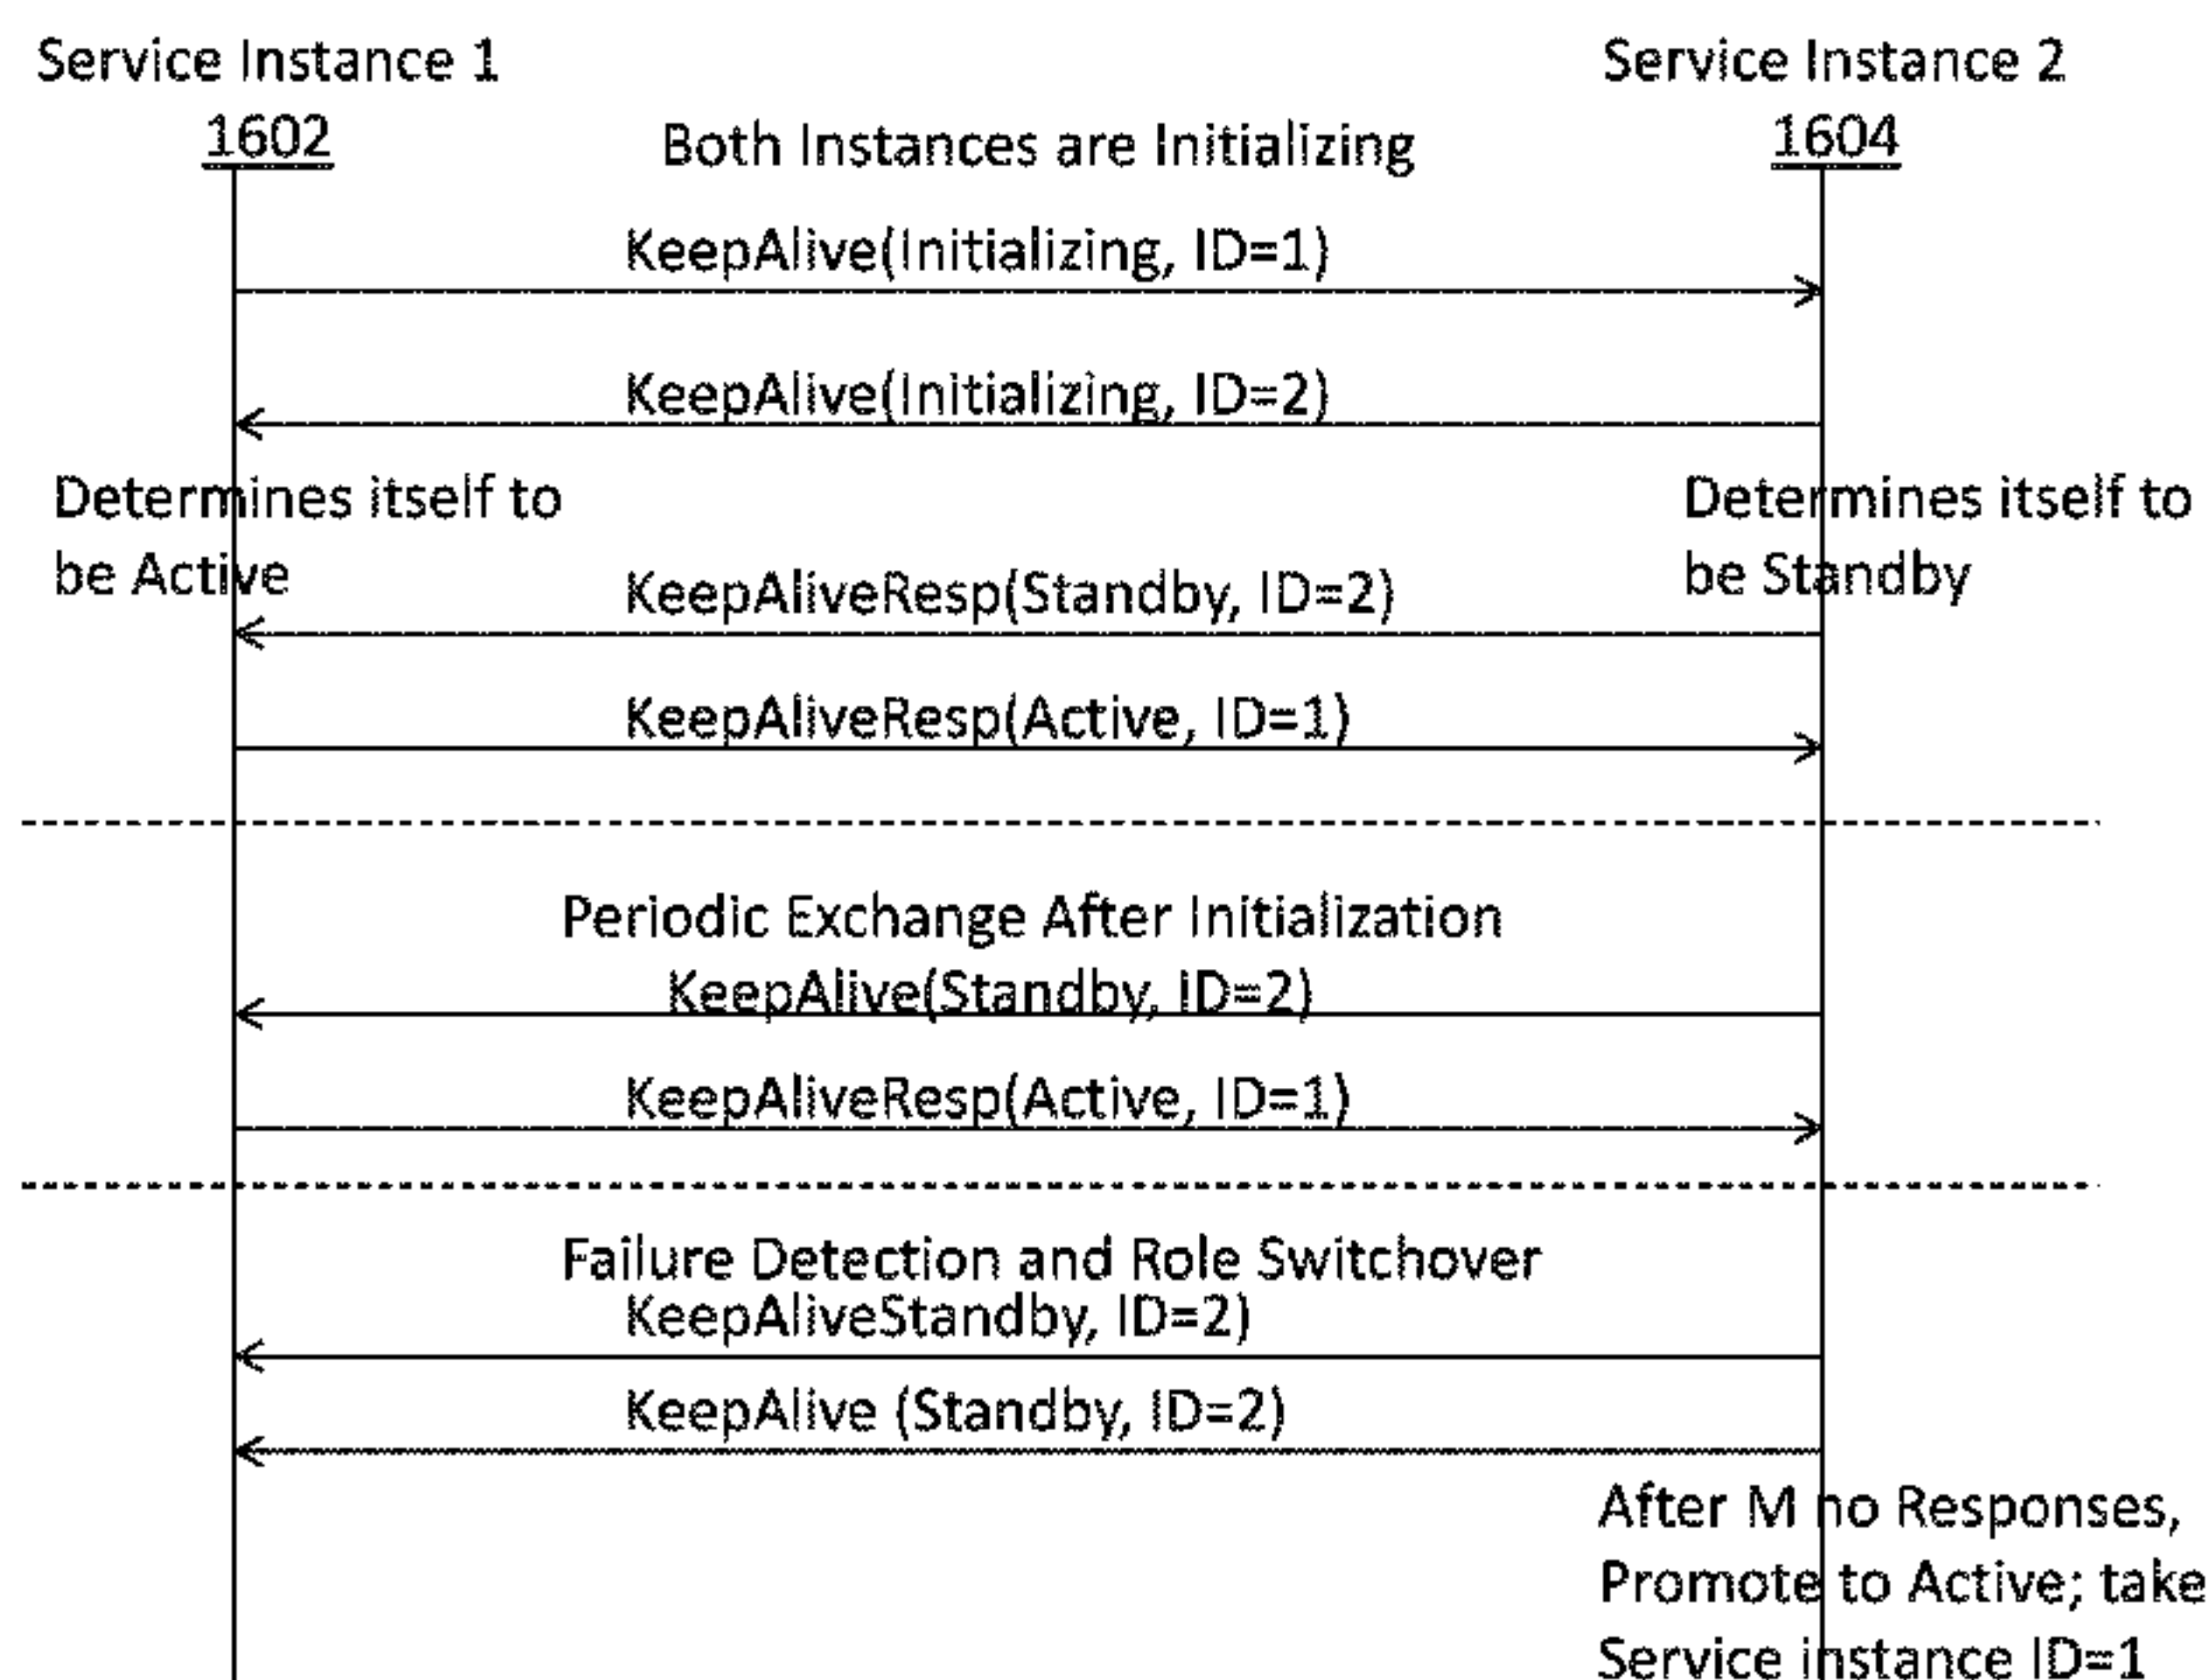 Service Instance 1
Service Instance 2
1602
Both Instances are Initializing
1604
KeepAlive(Initializing, ID=1)
KeepAlive(Initializing, ID=2)
Determines itself to
be Active
Determines itself to
be Standby
KeepAliveResp(Standby, ID=2)
KeepAliveResp(Active, ID=1)
Periodic Exchange After Initialization
KeepAlive(Standby, ID=2)
KeepAliveResp(Active, ID=1)
Failure Detection and Role Switchover
KeepAliveStandby, ID=2)
KeepAlive (Standby, ID=2)
After M no Responses,
Promote to Active; take
Service instance ID=1